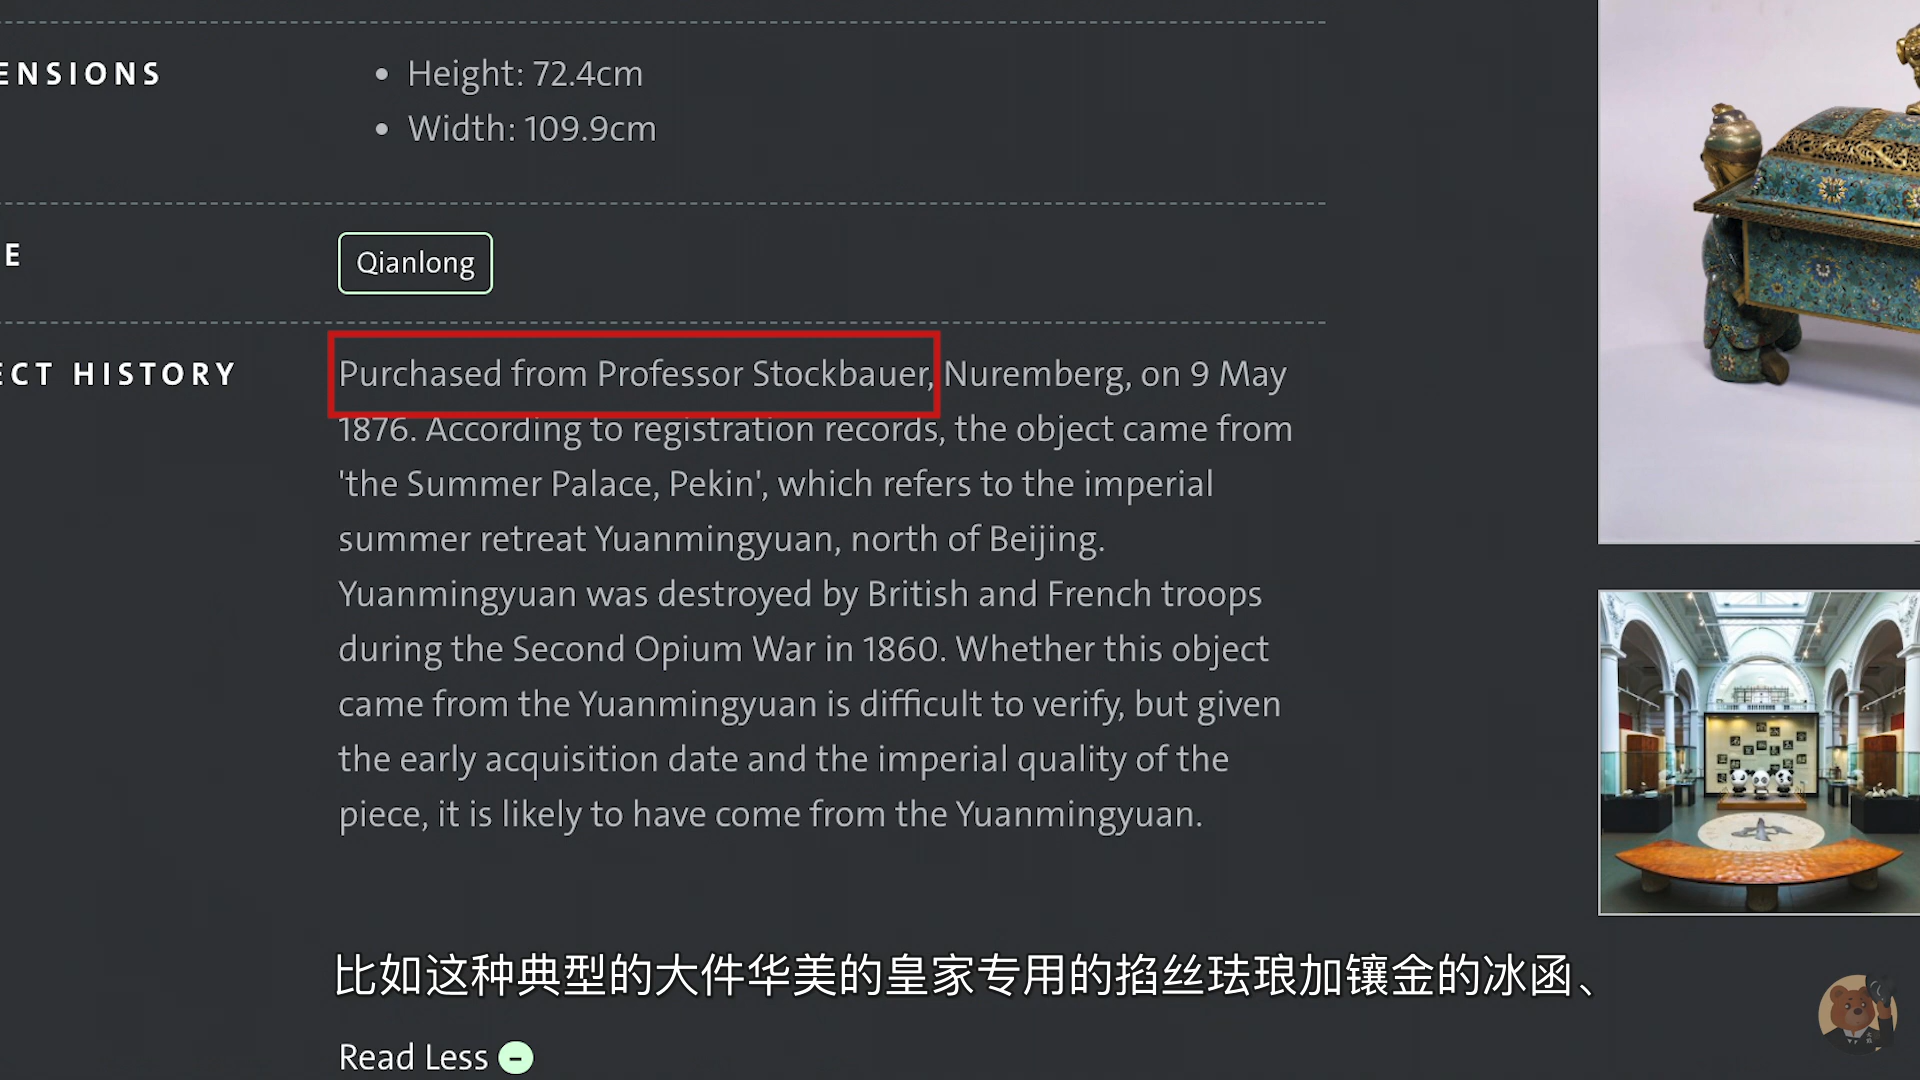 ENSIONS
• Height: 72.4cm
• Width: 109.9cm
E
Qianlong
ECT HISTORY
Purchased from Professor Stockbauer, Nuremberg, on 9 May
1876. According to registration records, the object came from
'the Summer Palace, Pekin', which refers to the imperial
summer retreat Yuanmingyuan, north of Beijing.
Yuanmingyuan was destroyed by British and French troops
during the Second Opium War in 1860. Whether this object
came from the Yuanmingyuan is difficult to verify, but given
the early acquisition date and the imperial quality of the
piece, it is likely to have come from the Yuanmingyuan.
比如这种典型的大件华美的皇家专用的掐丝珐琅加镶金的冰函、
Read Less